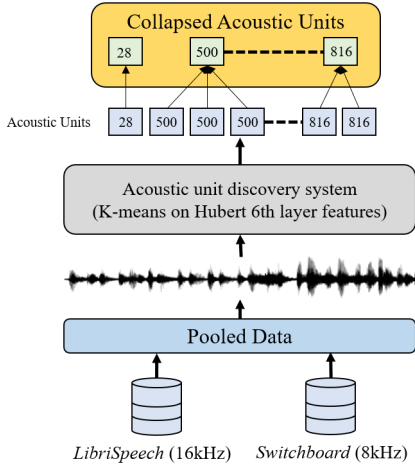 Collapsed Acoustic Units
28 500 816
Acoustic Units 28 500 500 500 816 816
Acoustic unit discovery system
(K-means on Hubert 6th layer features)
Pooled Data
LibriSpeech (16kHz) Switchboard (8kHz)